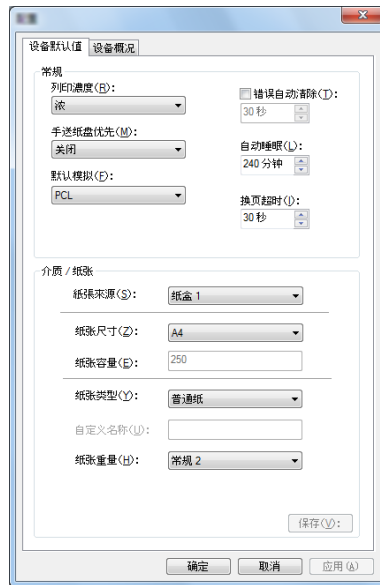 设备默认值 设备概况
常规
列印濃度(R):
浓
错误自动清除(T):
30 秒
手送纸盘优先(M):
关闭
自动睡眠(L):
240 分钟
默认模拟(F):
PCL
换页超时(I):
30 秒
介质 / 纸张
紙張來源(S): 纸盒 1
纸张尺寸(Z): A4
纸张容量(E): 250
纸张类型(Y): 普通纸
自定义名称(U):
纸张重量(H): 常规 2
保存(V):
确定 取消 应用(A)